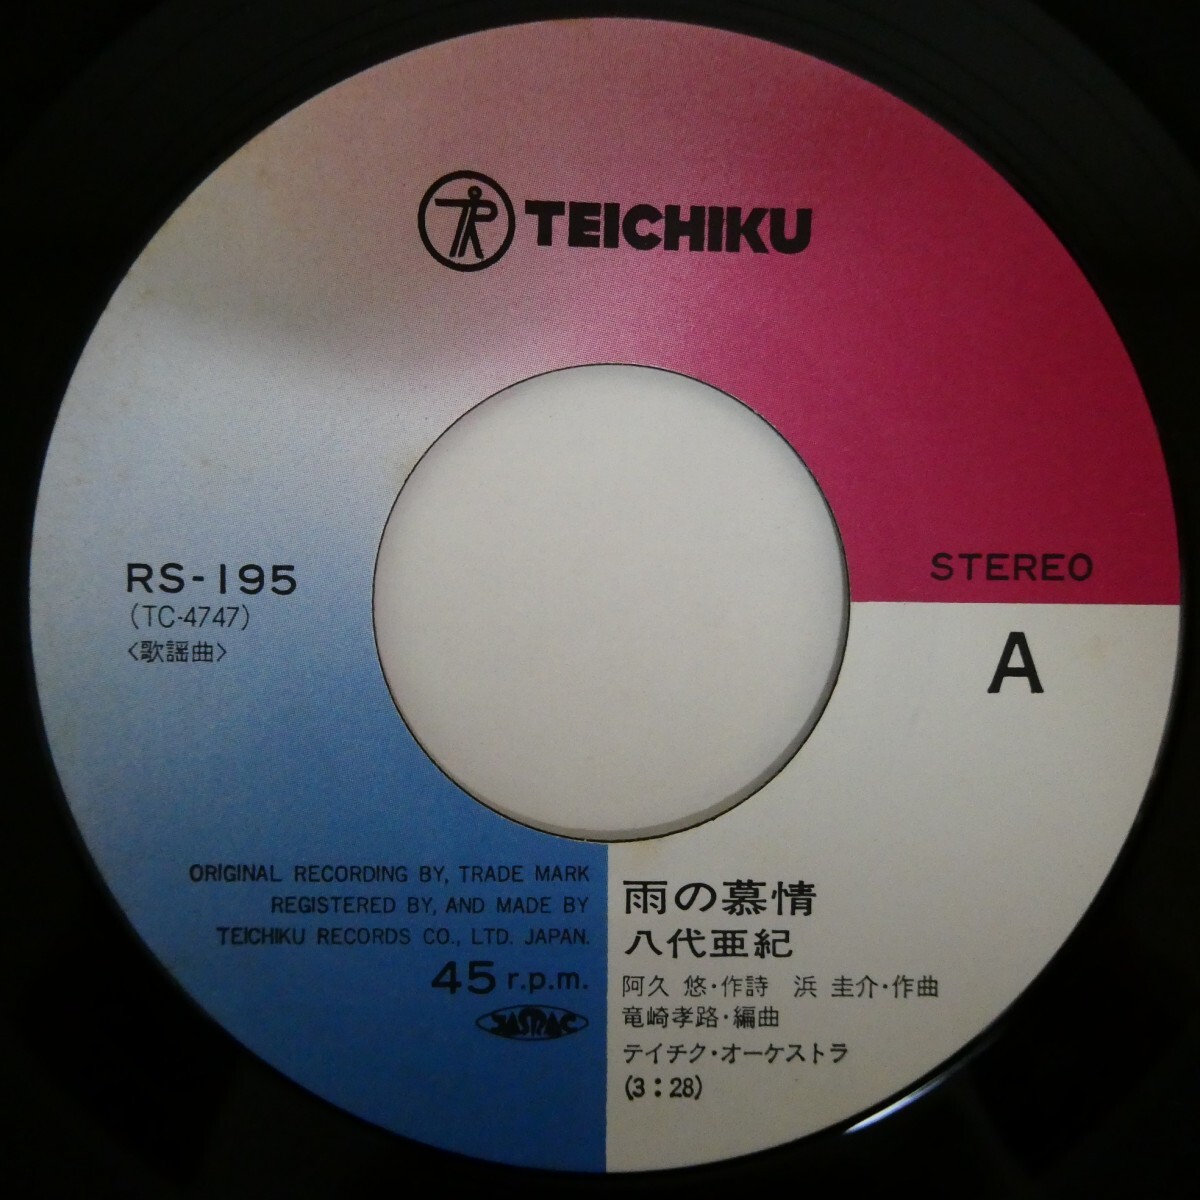 TEICHIKU
RS-195
(TC-4747)
〈歌謡曲〉
STEREO
A
ORIGINAL RECORDING BY, TRADE MARK
REGISTERED BY, AND MADE BY
TEICHIKU RECORDS CO., LTD. JAPAN.
45 r.p.m.
JASRAC
雨の慕情
八代亜紀
阿久 悠・作詩 浜 圭介・作曲
竜崎孝路・編曲
テイチク・オーケストラ
(3:28)